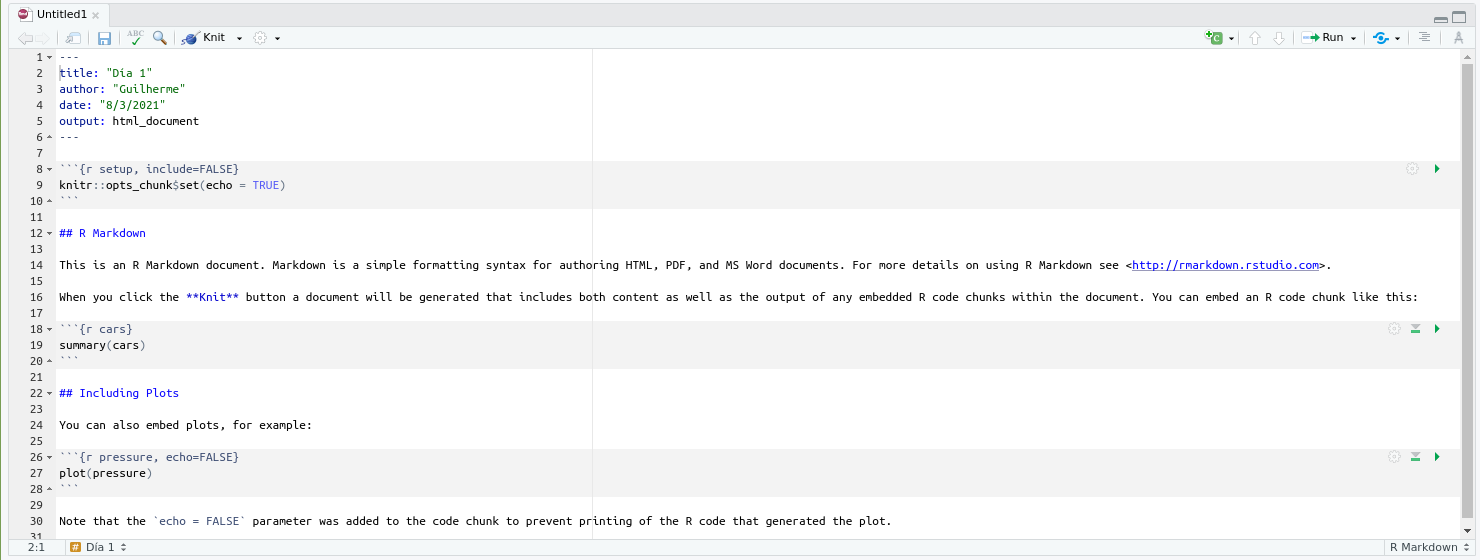 Untitled1
ABC
Knit
Run
1 ---
2 title: "Día 1"
3 author: "Guilherme"
4 date: "8/3/2021"
5 output: html_document
6 ---
7
8 ```{r setup, include=FALSE}
9 knitr::opts_chunk$set(echo = TRUE)
10 ```
11
12 ## R Markdown
13
14 This is an R Markdown document. Markdown is a simple formatting syntax for authoring HTML, PDF, and MS Word documents. For more details on using R Markdown see <http://rmarkdown.rstudio.com>.
15
16 When you click the **Knit** button a document will be generated that includes both content as well as the output of any embedded R code chunks within the document. You can embed an R code chunk like this:
17
18 ```{r cars}
19 summary(cars)
20 ```
21
22 ## Including Plots
23
24 You can also embed plots, for example:
25
26 ```{r pressure, echo=FALSE}
27 plot(pressure)
28 ```
29
30 Note that the `echo = FALSE` parameter was added to the code chunk to prevent printing of the R code that generated the plot.
31
2:1 # Día 1 R Markdown